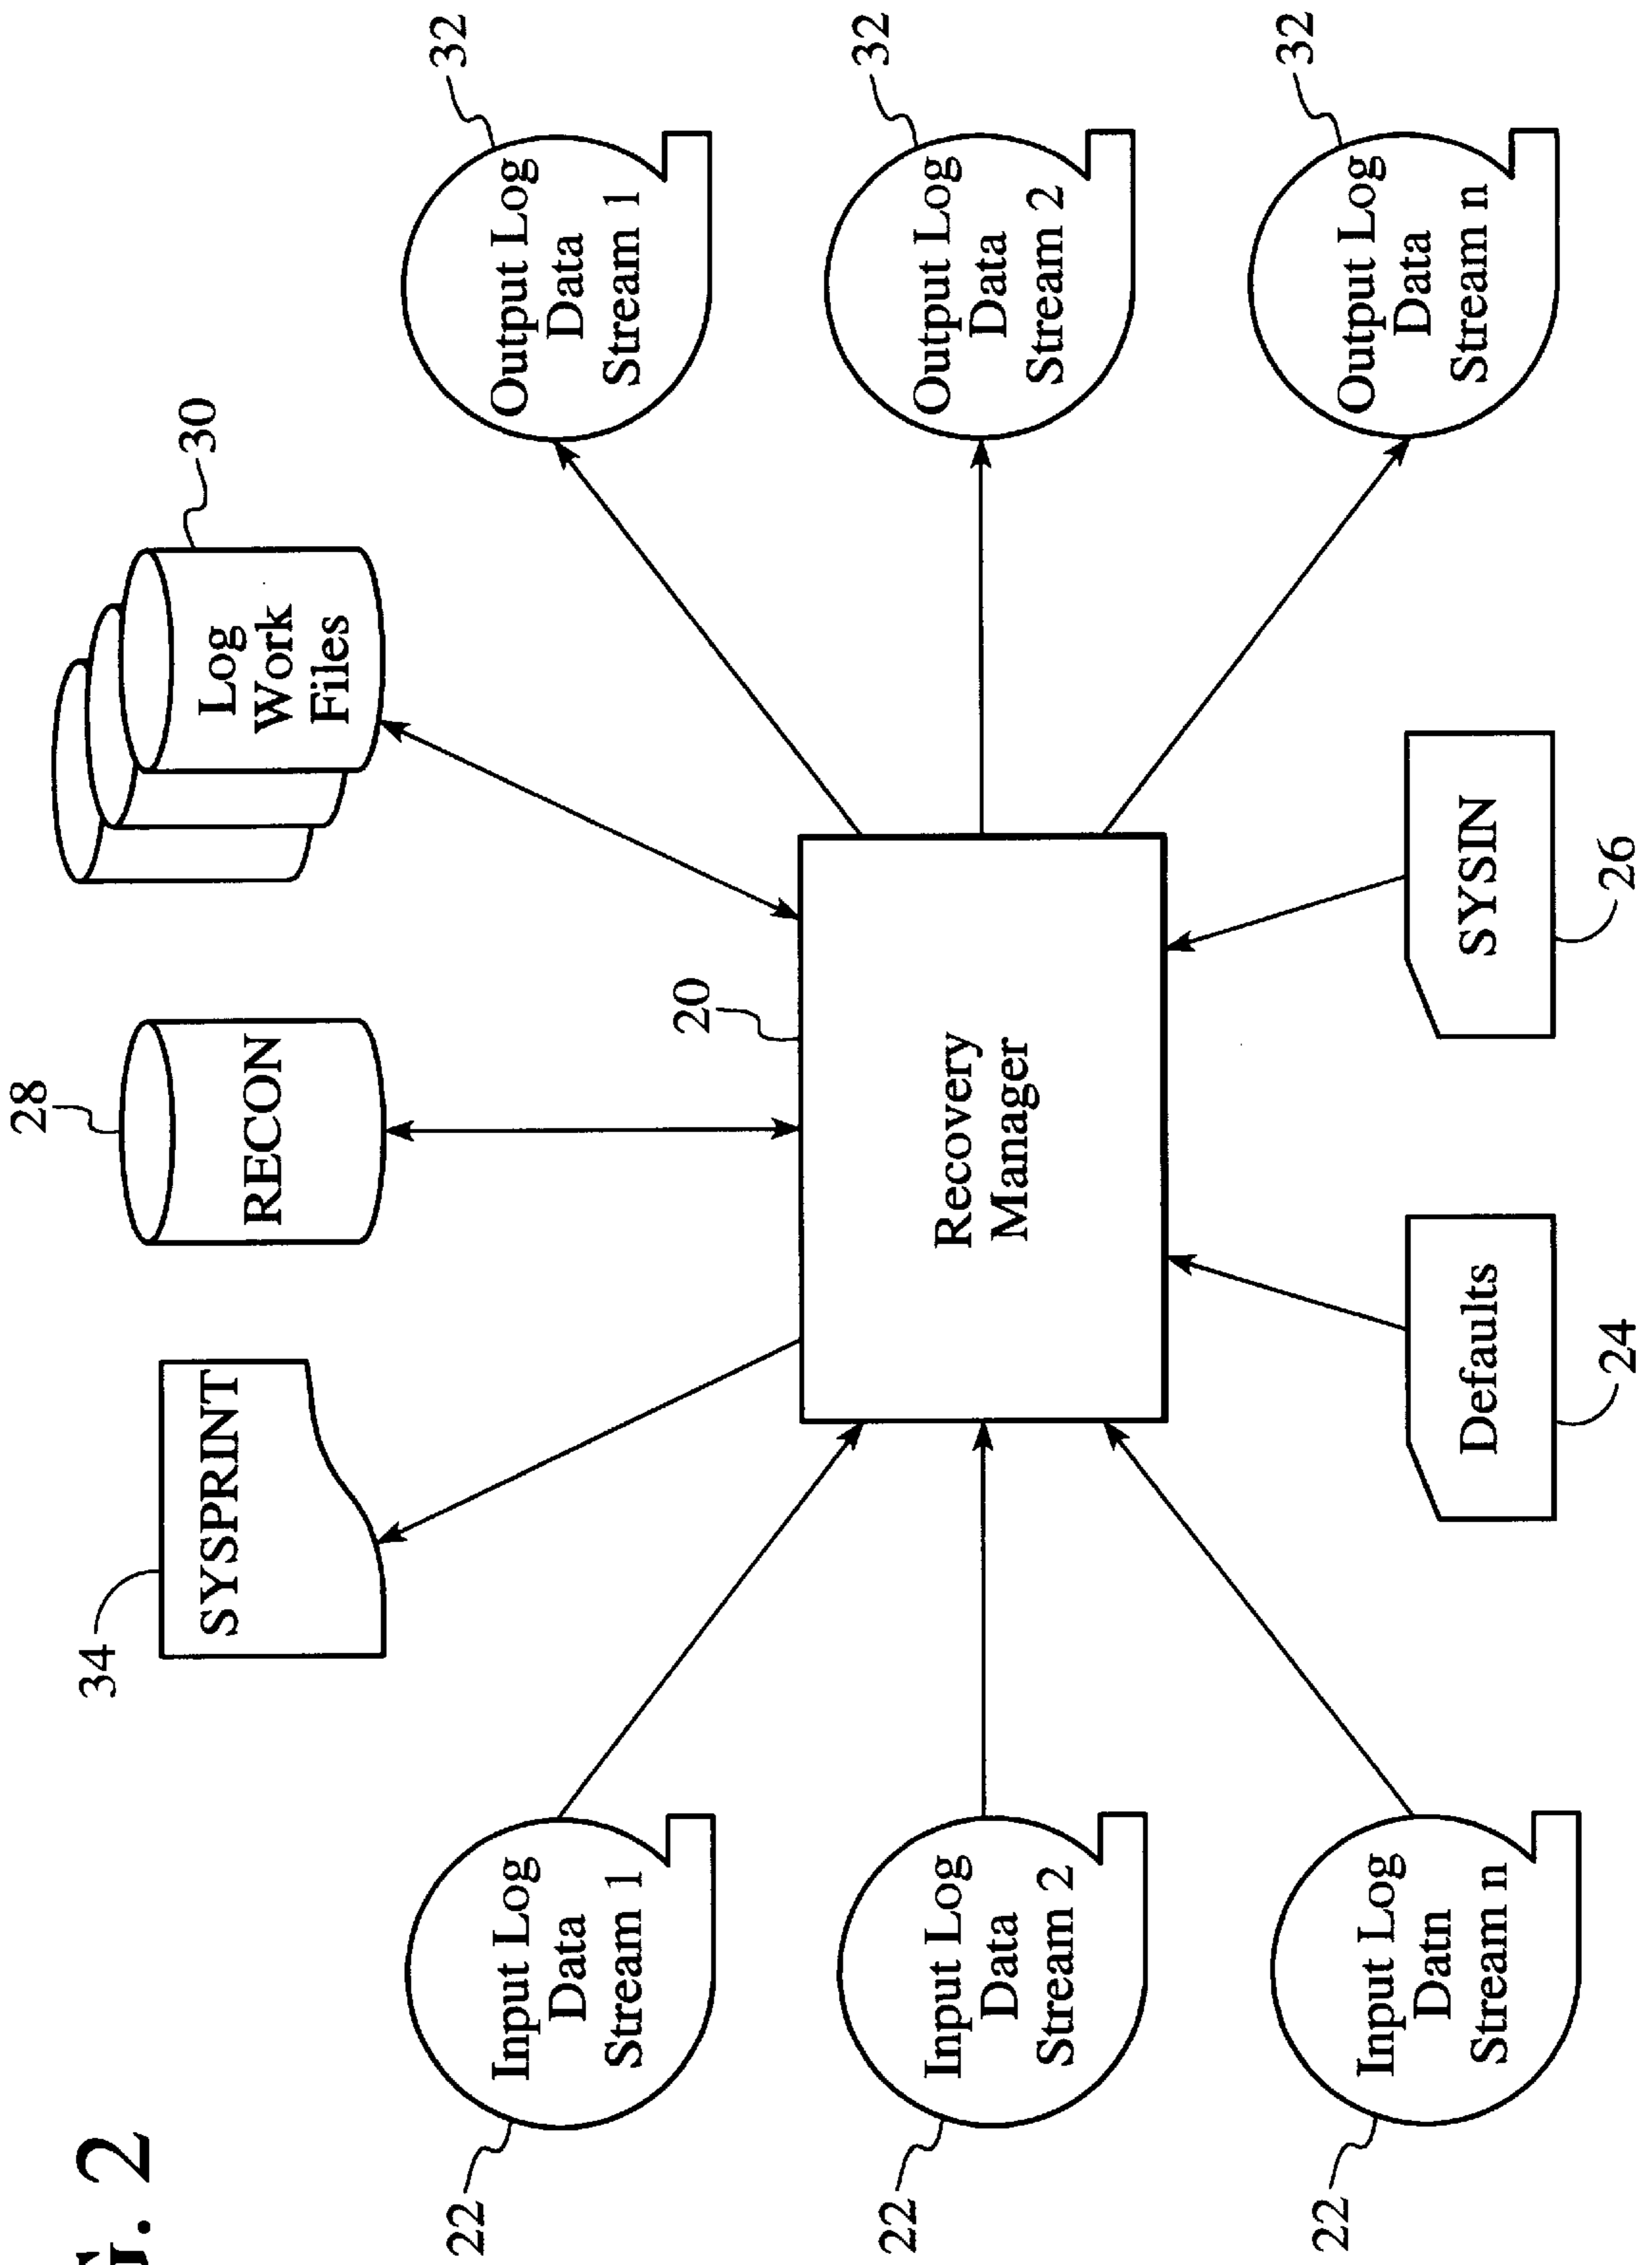 G. 2
28
34
30
SYSPRINT
RECON
Log
Work
Files
32
Input Log
Data
Stream 1
Output Log
Data
Stream 1
22
20
32
Input Log
Data
Stream 2
Recovery
Manager
Output Log
Data
Stream 2
22
32
Input Log
Datn
Stream n
Output Log
Data
Stream n
22
Defaults
SYSIN
24
26